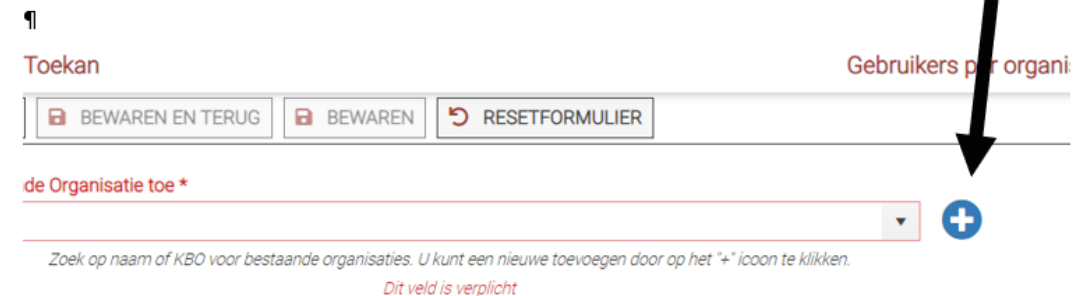 ¶
Toekan Gebruikers per organi
BEWAREN EN TERUG BEWAREN RESETFORMULIER
de Organisatie toe *
Zoek op naam of KBO voor bestaande organisaties. U kunt een nieuwe toevoegen door op het "+" icoon te klikken.
Dit veld is verplicht